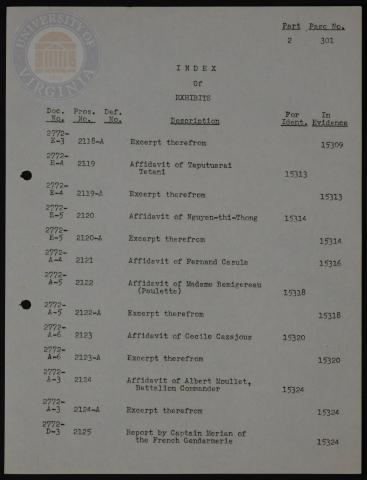 UNIVERSITY OF VIRGINIA
Part Page No.
2 301
INDEX
Of
EXHIBITS
Doc. Pros. Def. For In
No. No. No. Description Ident. Evidence
2772-
E-3 2118-A Excerpt therefrom 15309
2772-
E-4 2119 Affidavit of Taputuarai
Tetani 15313
2772-
E-4 2119-A Excerpt therefrom 15313
2772-
E-5 2120 Affidavit of Nguyen-thi-Thong 15314
2772-
E-5 2120-A Excerpt therefrom 15314
2772-
A-4 2121 Affidavit of Fernand Cesula 15316
2772-
A-5 2122 Affidavit of Madame Remigereau
(Paulette) 15318
2772-
A-5 2122-A Excerpt therefrom 15318
2772-
A-6 2123 Affidavit of Cecile Cazajous 15320
2772-
A-6 2123-A Excerpt therefrom 15320
2772-
A-3 2124 Affidavit of Albert Moullet,
Battalion Commander 15324
2772-
A-3 2124-A Excerpt therefrom 15324
2772-
D-3 2125 Report by Captain Merian of
the French Gendarmerie 15324